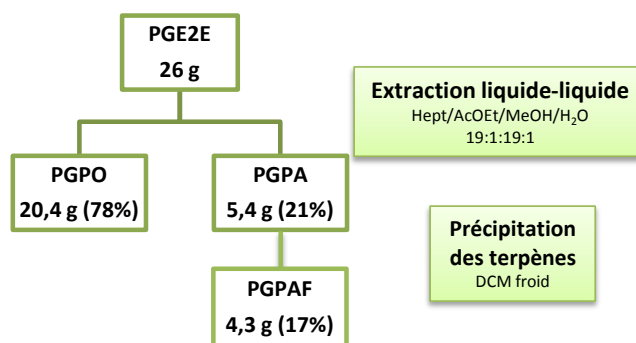 PGE2E
26 g
Extraction liquide-liquide
Hept/AcOEt/MeOH/H₂O
19:1:19:1
PGPO
20,4 g (78%)
PGPA
5,4 g (21%)
Précipitation
des terpènes
DCM froid
PGPAF
4,3 g (17%)